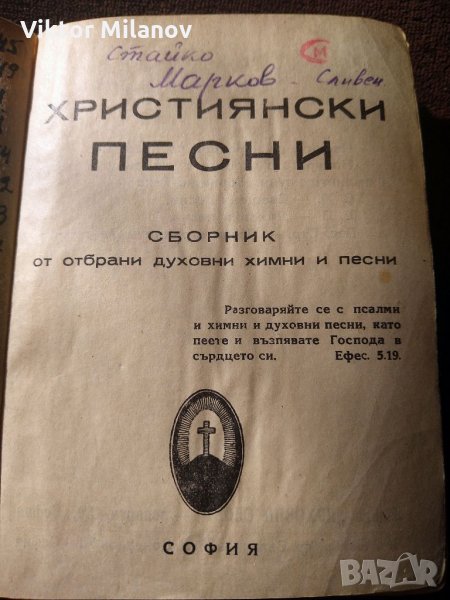 Viktor Milanov
Стайко
М
Марков - Сливен
ХРИСТИЯНСКИ
ПЕСНИ
СБОРНИК
от отбрани духовни химни и песни
Разговаряйте се с псалми
и химни и духовни песни, като
пеете и възпявате Господа в
сърдцето си. Ефес. 5.19.
СОФИЯ
BAZAR